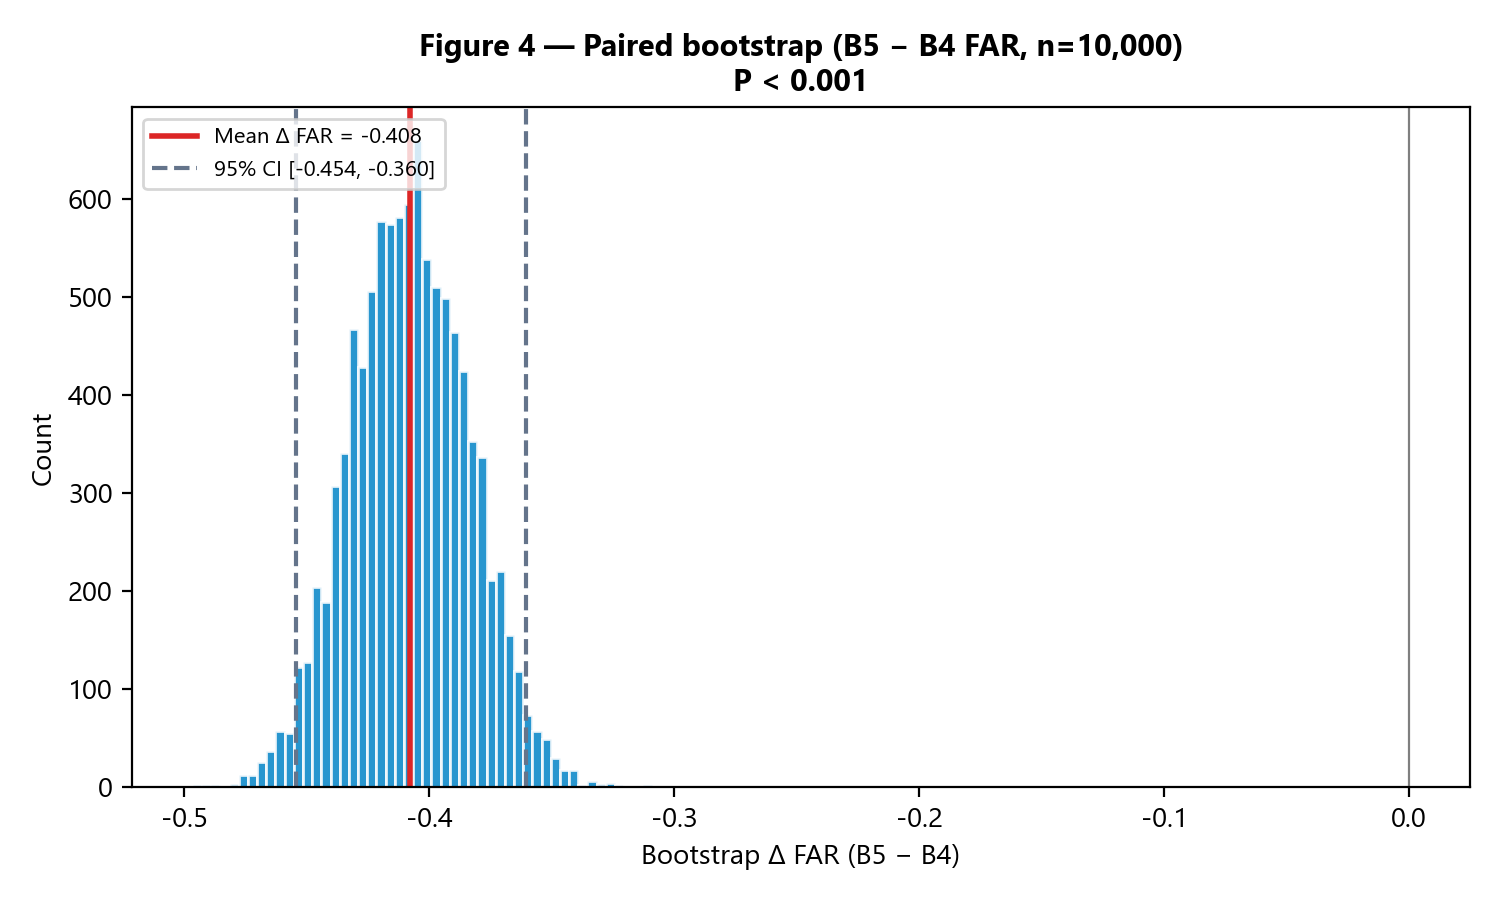 Figure 4 — Paired bootstrap (B5 − B4 FAR, n=10,000)
P < 0.001
Mean Δ FAR = -0.408
95% CI [-0.454, -0.360]
600
500
400
300
200
100
0
Count
-0.5
-0.4
-0.3
-0.2
-0.1
0.0
Bootstrap Δ FAR (B5 − B4)